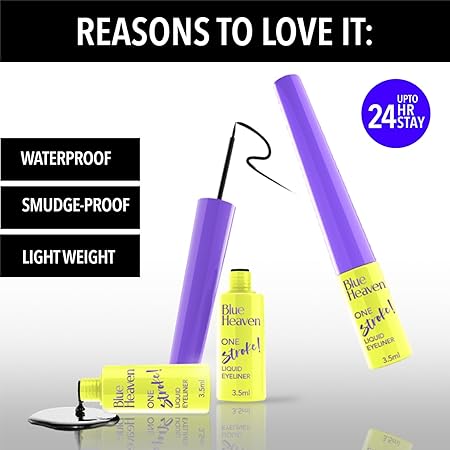 REASONS TO LOVE IT:
UPTO
24 HR
STAY
WATERPROOF
SMUDGE-PROOF
LIGHT WEIGHT
Blue
Heaven
ONE
Stroke!
LIQUID
EYELINER
3.5ml
Blue
Heaven
ONE
Stroke!
LIQUID
EYELINER
3.5ml
Blue
Heaven
ONE
Stroke!
LIQUID
EYELINER
3.5ml